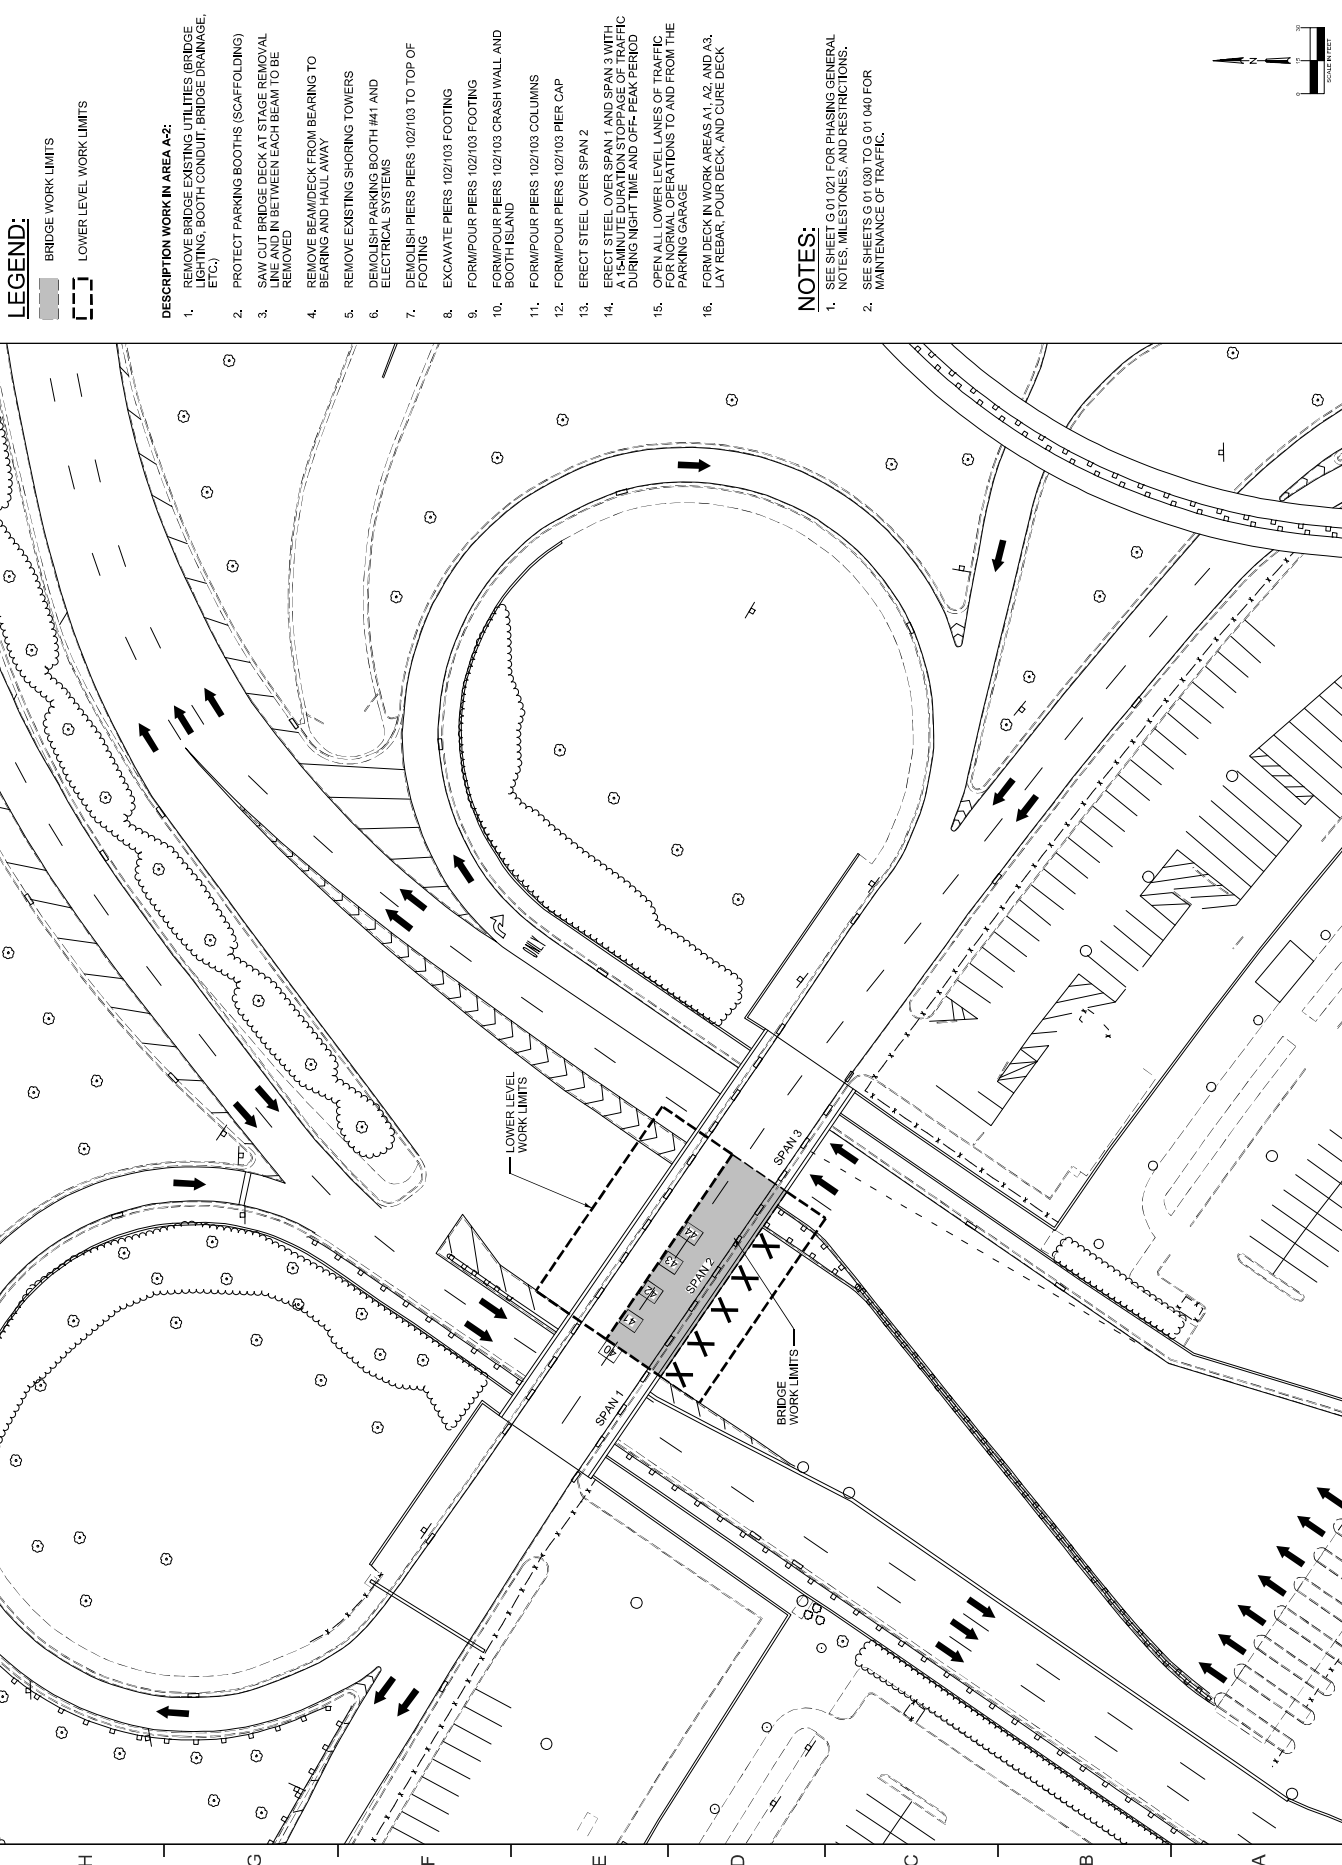 LEGEND:
BRIDGE WORK LIMITS
LOWER LEVEL WORK LIMITS
DESCRIPTION WORK IN AREA A-2:
1. REMOVE BRIDGE EXISTING UTILITIES (BRIDGE
LIGHTING, BOOTH CONDUIT, BRIDGE DRAINAGE,
ETC.)
2. PROTECT PARKING BOOTHS (SCAFFOLDING)
3. SAW CUT BRIDGE DECK AT STAGE REMOVAL
LINE AND IN BETWEEN EACH BEAM TO BE
REMOVED
4. REMOVE BEAM/DECK FROM BEARING TO
BEARING AND HAUL AWAY
5. REMOVE EXISTING SHORING TOWERS
6. DEMOLISH PARKING BOOTH #41 AND
ELECTRICAL SYSTEMS
7. DEMOLISH PIERS PIERS 102/103 TO TOP OF
FOOTING
8. EXCAVATE PIERS 102/103 FOOTING
9. FORM/POUR PIERS 102/103 FOOTING
10. FORM/POUR PIERS 102/103 CRASH WALL AND
BOOTH ISLAND
11. FORM/POUR PIERS 102/103 COLUMNS
12. FORM/POUR PIERS 102/103 PIER CAP
13. ERECT STEEL OVER SPAN 2
14. ERECT STEEL OVER SPAN 1 AND SPAN 3 WITH
A 15-MINUTE DURATION STOPPAGE OF TRAFFIC
DURING NIGHT TIME AND OFF- PEAK PERIOD
15. OPEN ALL LOWER LEVEL LANES OF TRAFFIC
FOR NORMAL OPERATIONS TO AND FROM THE
PARKING GARAGE
16. FORM DECK IN WORK AREAS A1, A2, AND A3.
LAY REBAR, POUR DECK, AND CURE DECK
NOTES:
1. SEE SHEET G 01 021 FOR PHASING GENERAL
NOTES, MILESTONES, AND RESTRICTIONS.
2. SEE SHEETS G 01 030 TO G 01 040 FOR
MAINTENANCE OF TRAFFIC.
N
0 15 30
SCALE IN FEET
LOWER LEVEL
WORK LIMITS
SPAN 1
SPAN 2
SPAN 3
40
41
42
43
44
BRIDGE
WORK LIMITS
H
G
F
E
D
C
B
A